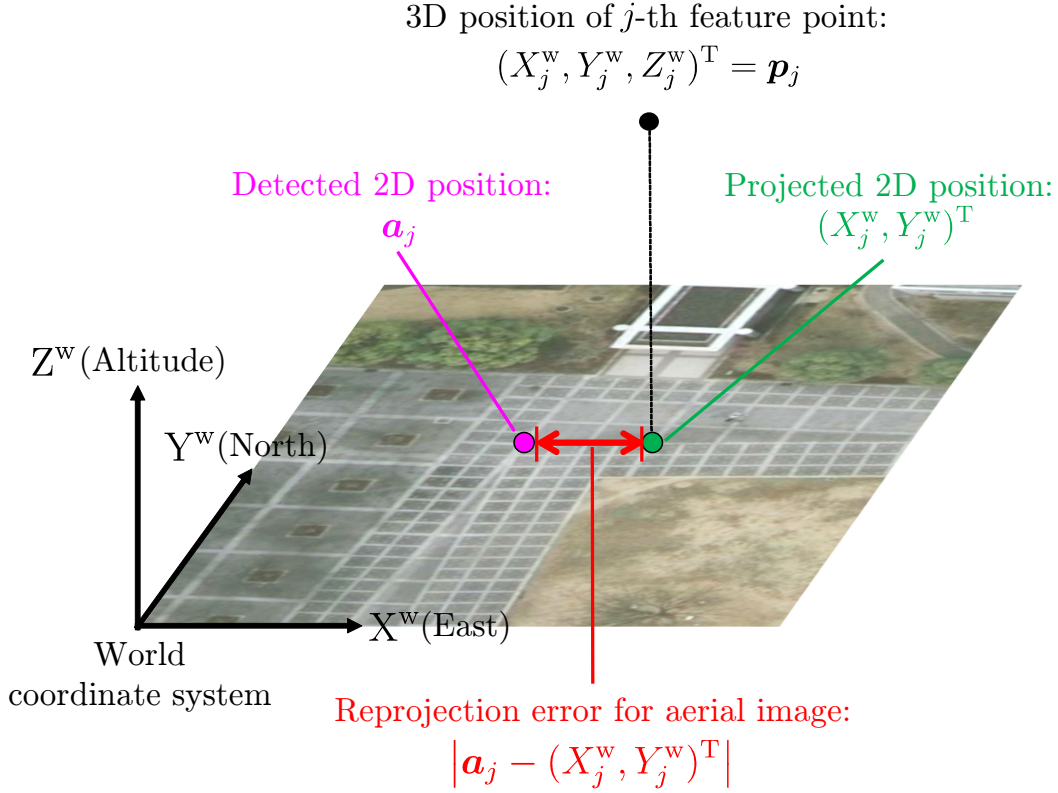 3D position of j-th feature point:
(X_j^w, Y_j^w, Z_j^w)^T = p_j
Detected 2D position:
a_j
Projected 2D position:
(X_j^w, Y_j^w)^T
Z^w(Altitude)
Y^w(North)
X^w(East)
World
coordinate system
Reprojection error for aerial image:
|a_j − (X_j^w, Y_j^w)^T|